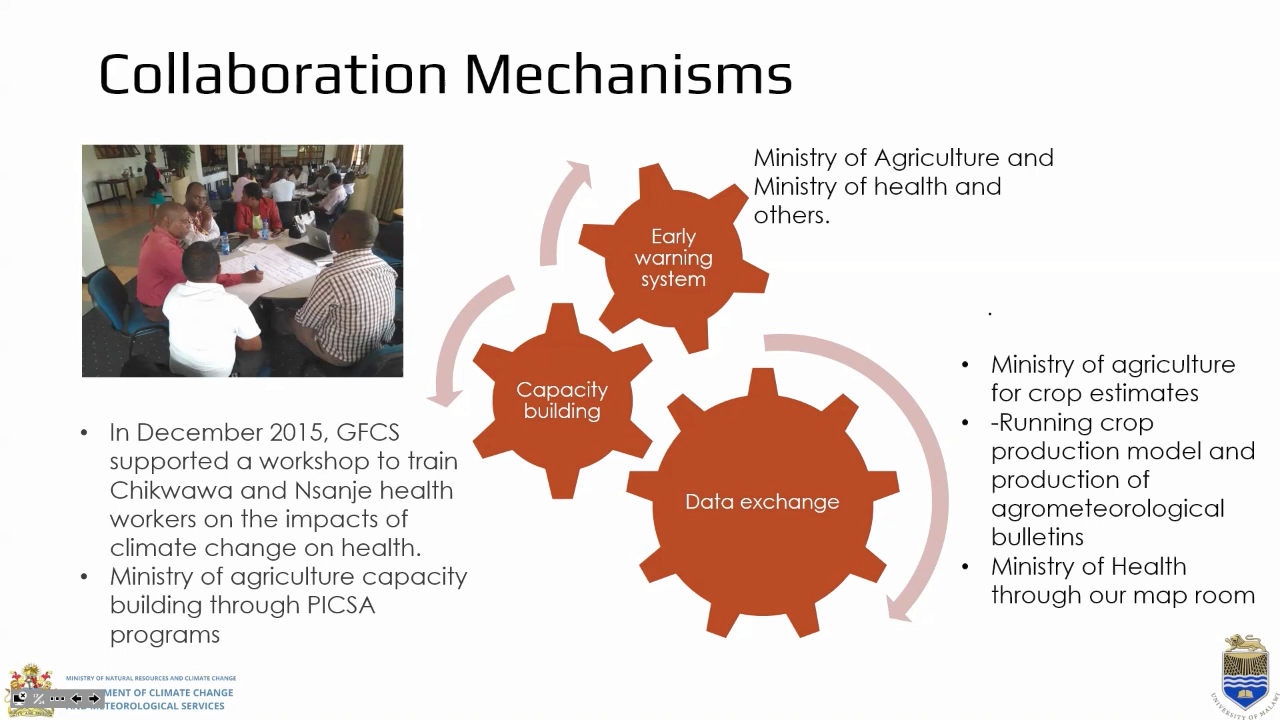 Collaboration Mechanisms
Ministry of Agriculture and
Ministry of health and
others.
Early
warning
system
.
Capacity
building
Data exchange
• Ministry of agriculture
for crop estimates
• -Running crop
production model and
production of
agrometeorological
bulletins
• Ministry of Health
through our map room
• In December 2015, GFCS
supported a workshop to train
Chikwawa and Nsanje health
workers on the impacts of
climate change on health.
• Ministry of agriculture capacity
building through PICSA
programs
MINISTRY OF NATURAL RESOURCES AND CLIMATE CHANGE
OF CLIMATE CHANGE
SERVICES
UNIVERSITY OF MALAWI